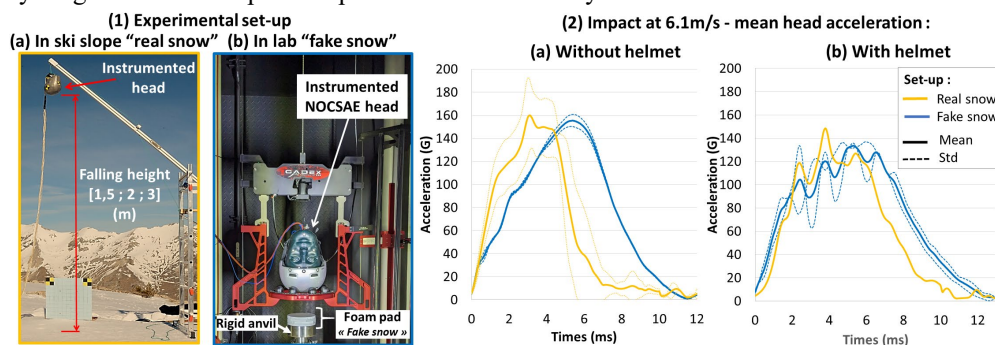 (1) Experimental set-up
(a) In ski slope “real snow”
(b) In lab “fake snow”
Instrumented
head
Falling height
[1,5 ; 2 ; 3]
(m)
Instrumented
NOCSAE head
CADEX
Rigid anvil
Foam pad
« Fake snow »
(2) Impact at 6.1m/s - mean head acceleration :
(a) Without helmet
Acceleration (G)
200
180
160
140
120
100
80
60
40
20
0
0 2 4 6 8 10 12
Times (ms)
(b) With helmet
Acceleration (G)
200
180
160
140
120
100
80
60
40
20
0
0 2 4 6 8 10 12
Times (ms)
Set-up :
Real snow
Fake snow
Mean
Std